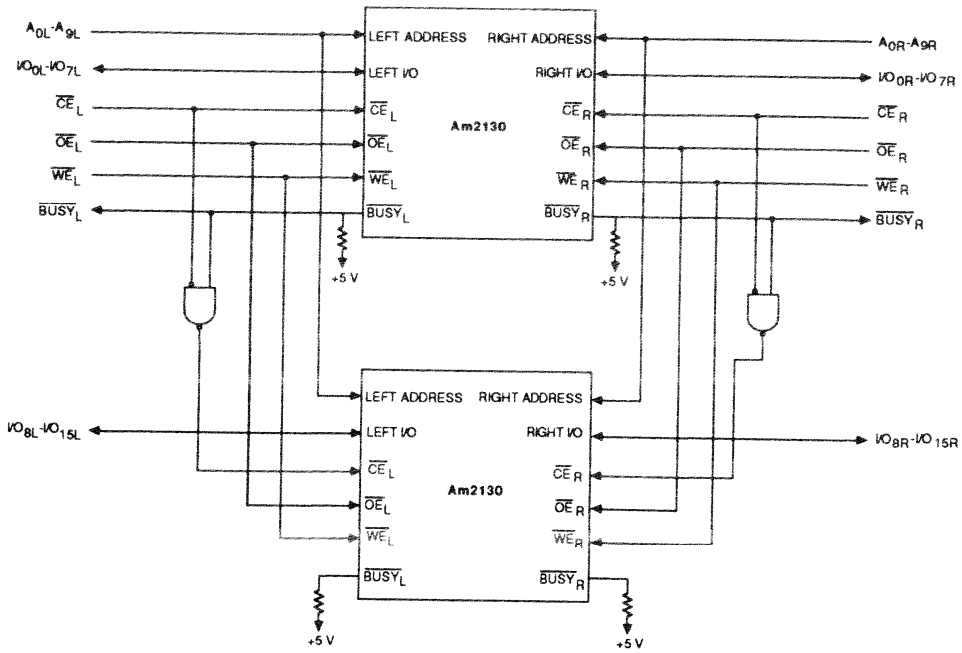 A0L-A9L
LEFT ADDRESS RIGHT ADDRESS
A0R-A9R
I/O0L-I/O7L
LEFT I/O RIGHT I/O
I/O0R-I/O7R
CEL
CEL CER
CER
Am2130
OEL
OEL OER
OER
WEL
WEL WER
WER
BUSYL
BUSYL BUSYR
BUSYR
+5 V
+5 V
LEFT ADDRESS RIGHT ADDRESS
I/O8L-I/O15L
LEFT I/O RIGHT I/O
I/O8R-I/O15R
CEL CER
Am2130
OEL OER
WEL WER
BUSYL BUSYR
+5 V
+5 V